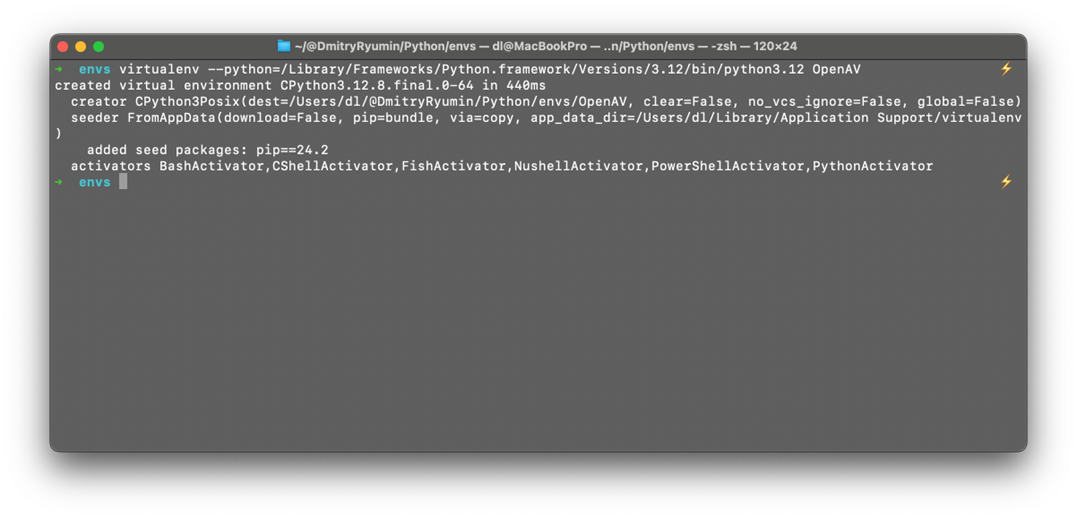 ~/@DmitryRyumin/Python/envs — dl@MacBookPro — ..n/Python/envs — -zsh — 120×24
➜ envs virtualenv --python=/Library/Frameworks/Python.framework/Versions/3.12/bin/python3.12 OpenAV ⚡
created virtual environment CPython3.12.8.final.0-64 in 440ms
creator CPython3Posix(dest=/Users/dl/@DmitryRyumin/Python/envs/OpenAV, clear=False, no_vcs_ignore=False, global=False)
seeder FromAppData(download=False, pip=bundle, via=copy, app_data_dir=/Users/dl/Library/Application Support/virtualenv
)
added seed packages: pip==24.2
activators BashActivator,CShellActivator,FishActivator,NushellActivator,PowerShellActivator,PythonActivator
➜ envs ⚡